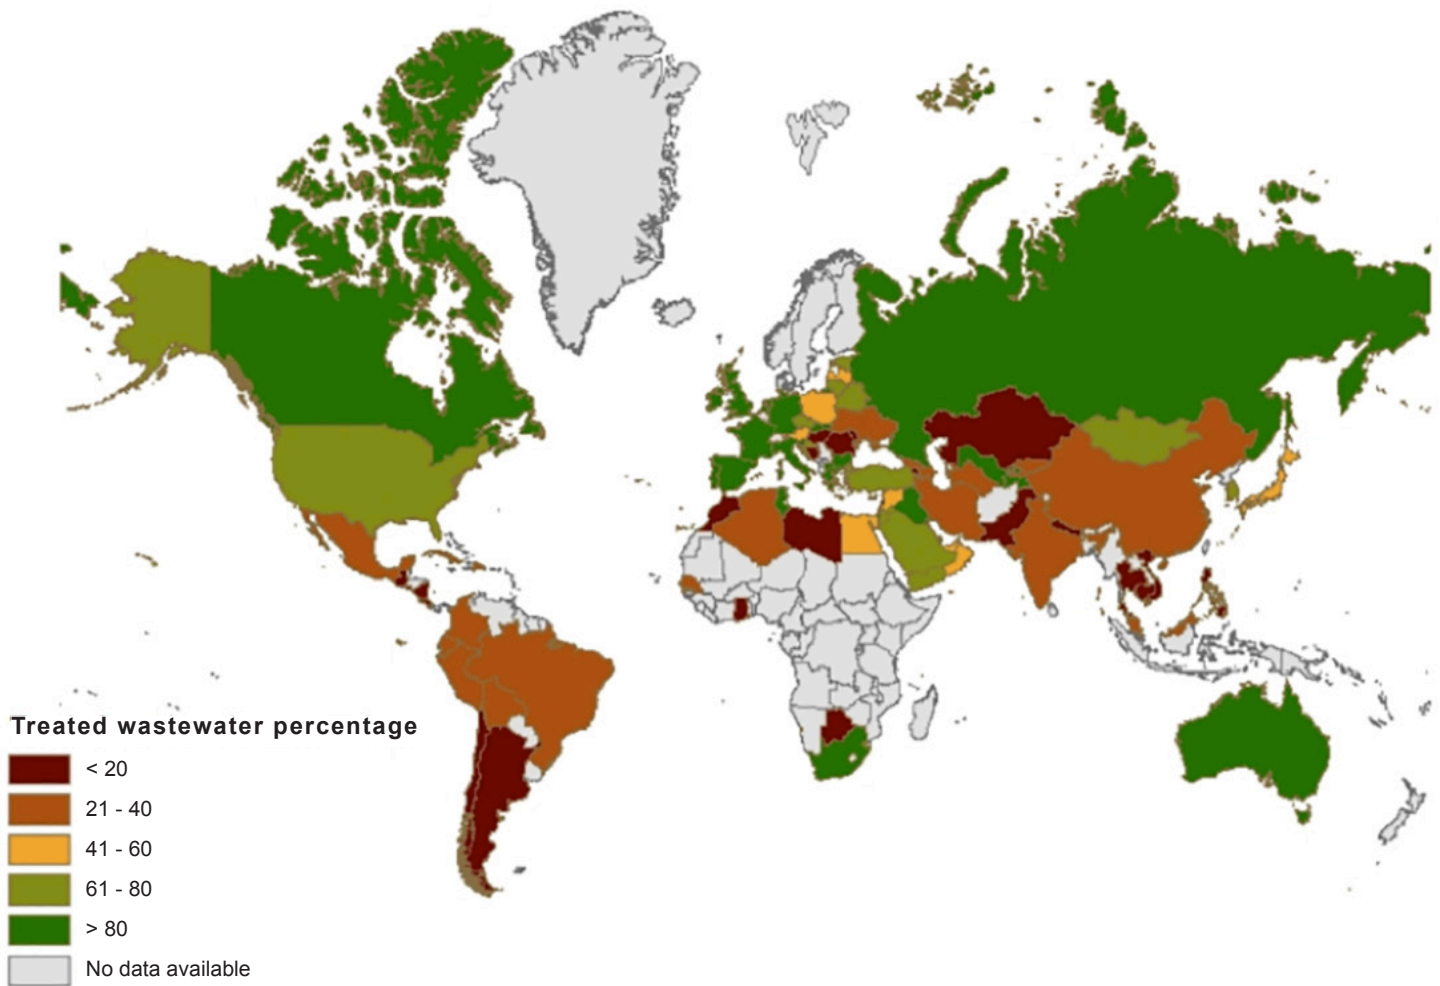 Treated wastewater percentage
< 20
21 - 40
41 - 60
61 - 80
> 80
No data available